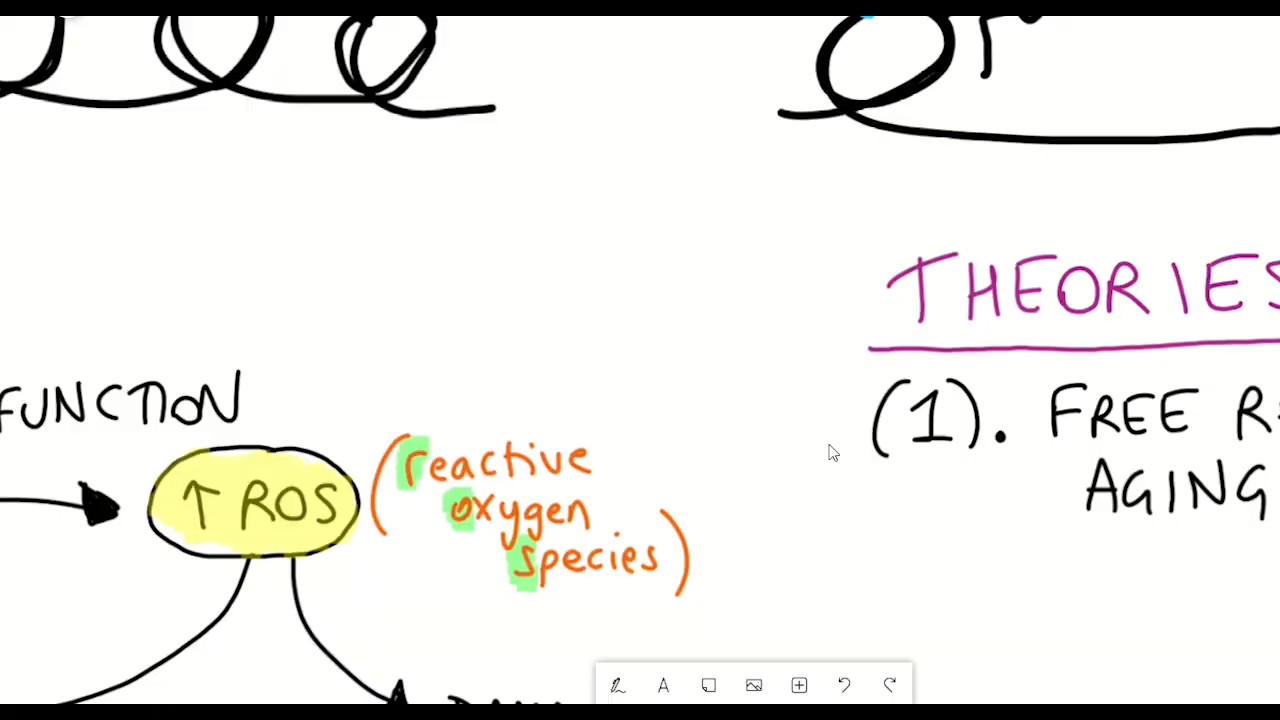 THEORIES
FUNCTION
(1). FREE R
AGING
↑ ROS
(reactive
oxygen
species)